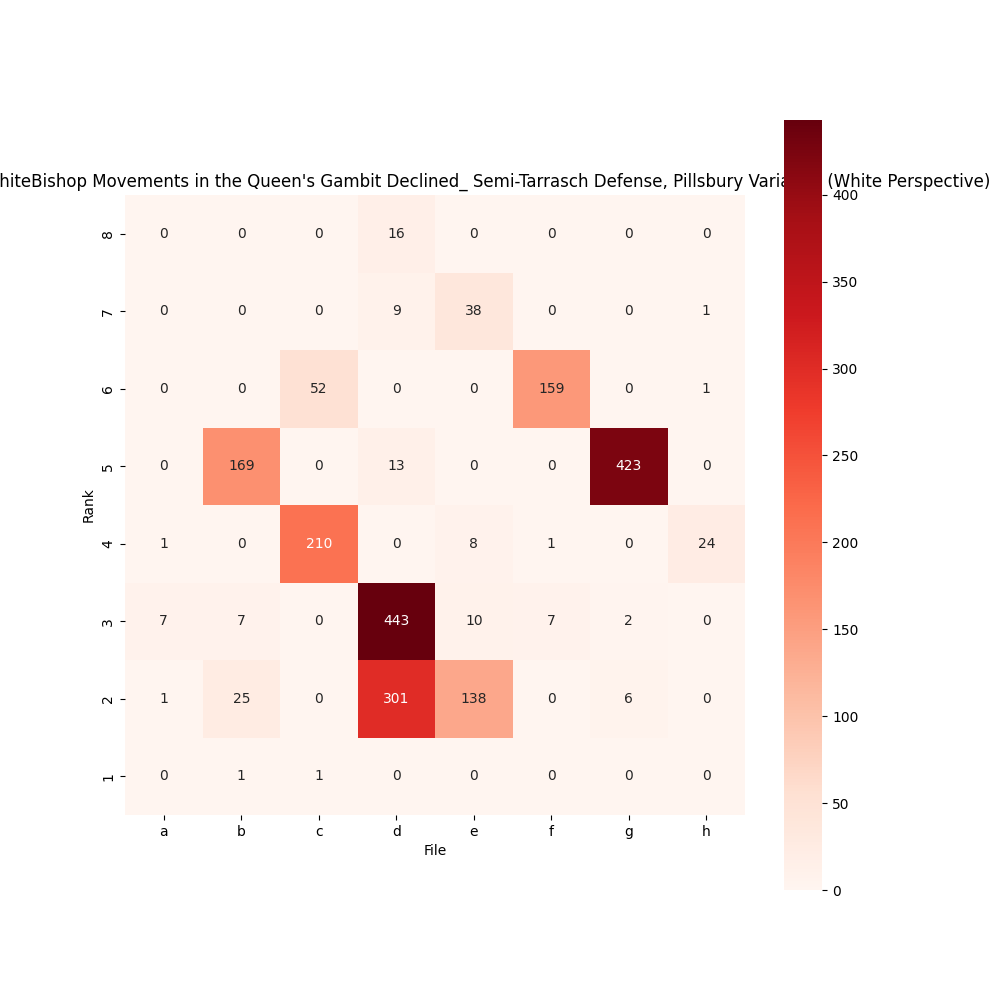 hiteBishop Movements in the Queen's Gambit Declined_ Semi-Tarrasch Defense, Pillsbury Varia (White Perspective)
8 0 0 0 16 0 0 0 0
7 0 0 0 9 38 0 0 1
6 0 0 52 0 0 159 0 1
5 0 169 0 13 0 0 423 0
4 1 0 210 0 8 1 0 24
3 7 7 0 443 10 7 2 0
2 1 25 0 301 138 0 6 0
1 0 1 1 0 0 0 0 0
a b c d e f g h
Rank
File
400
350
300
250
200
150
100
50
0